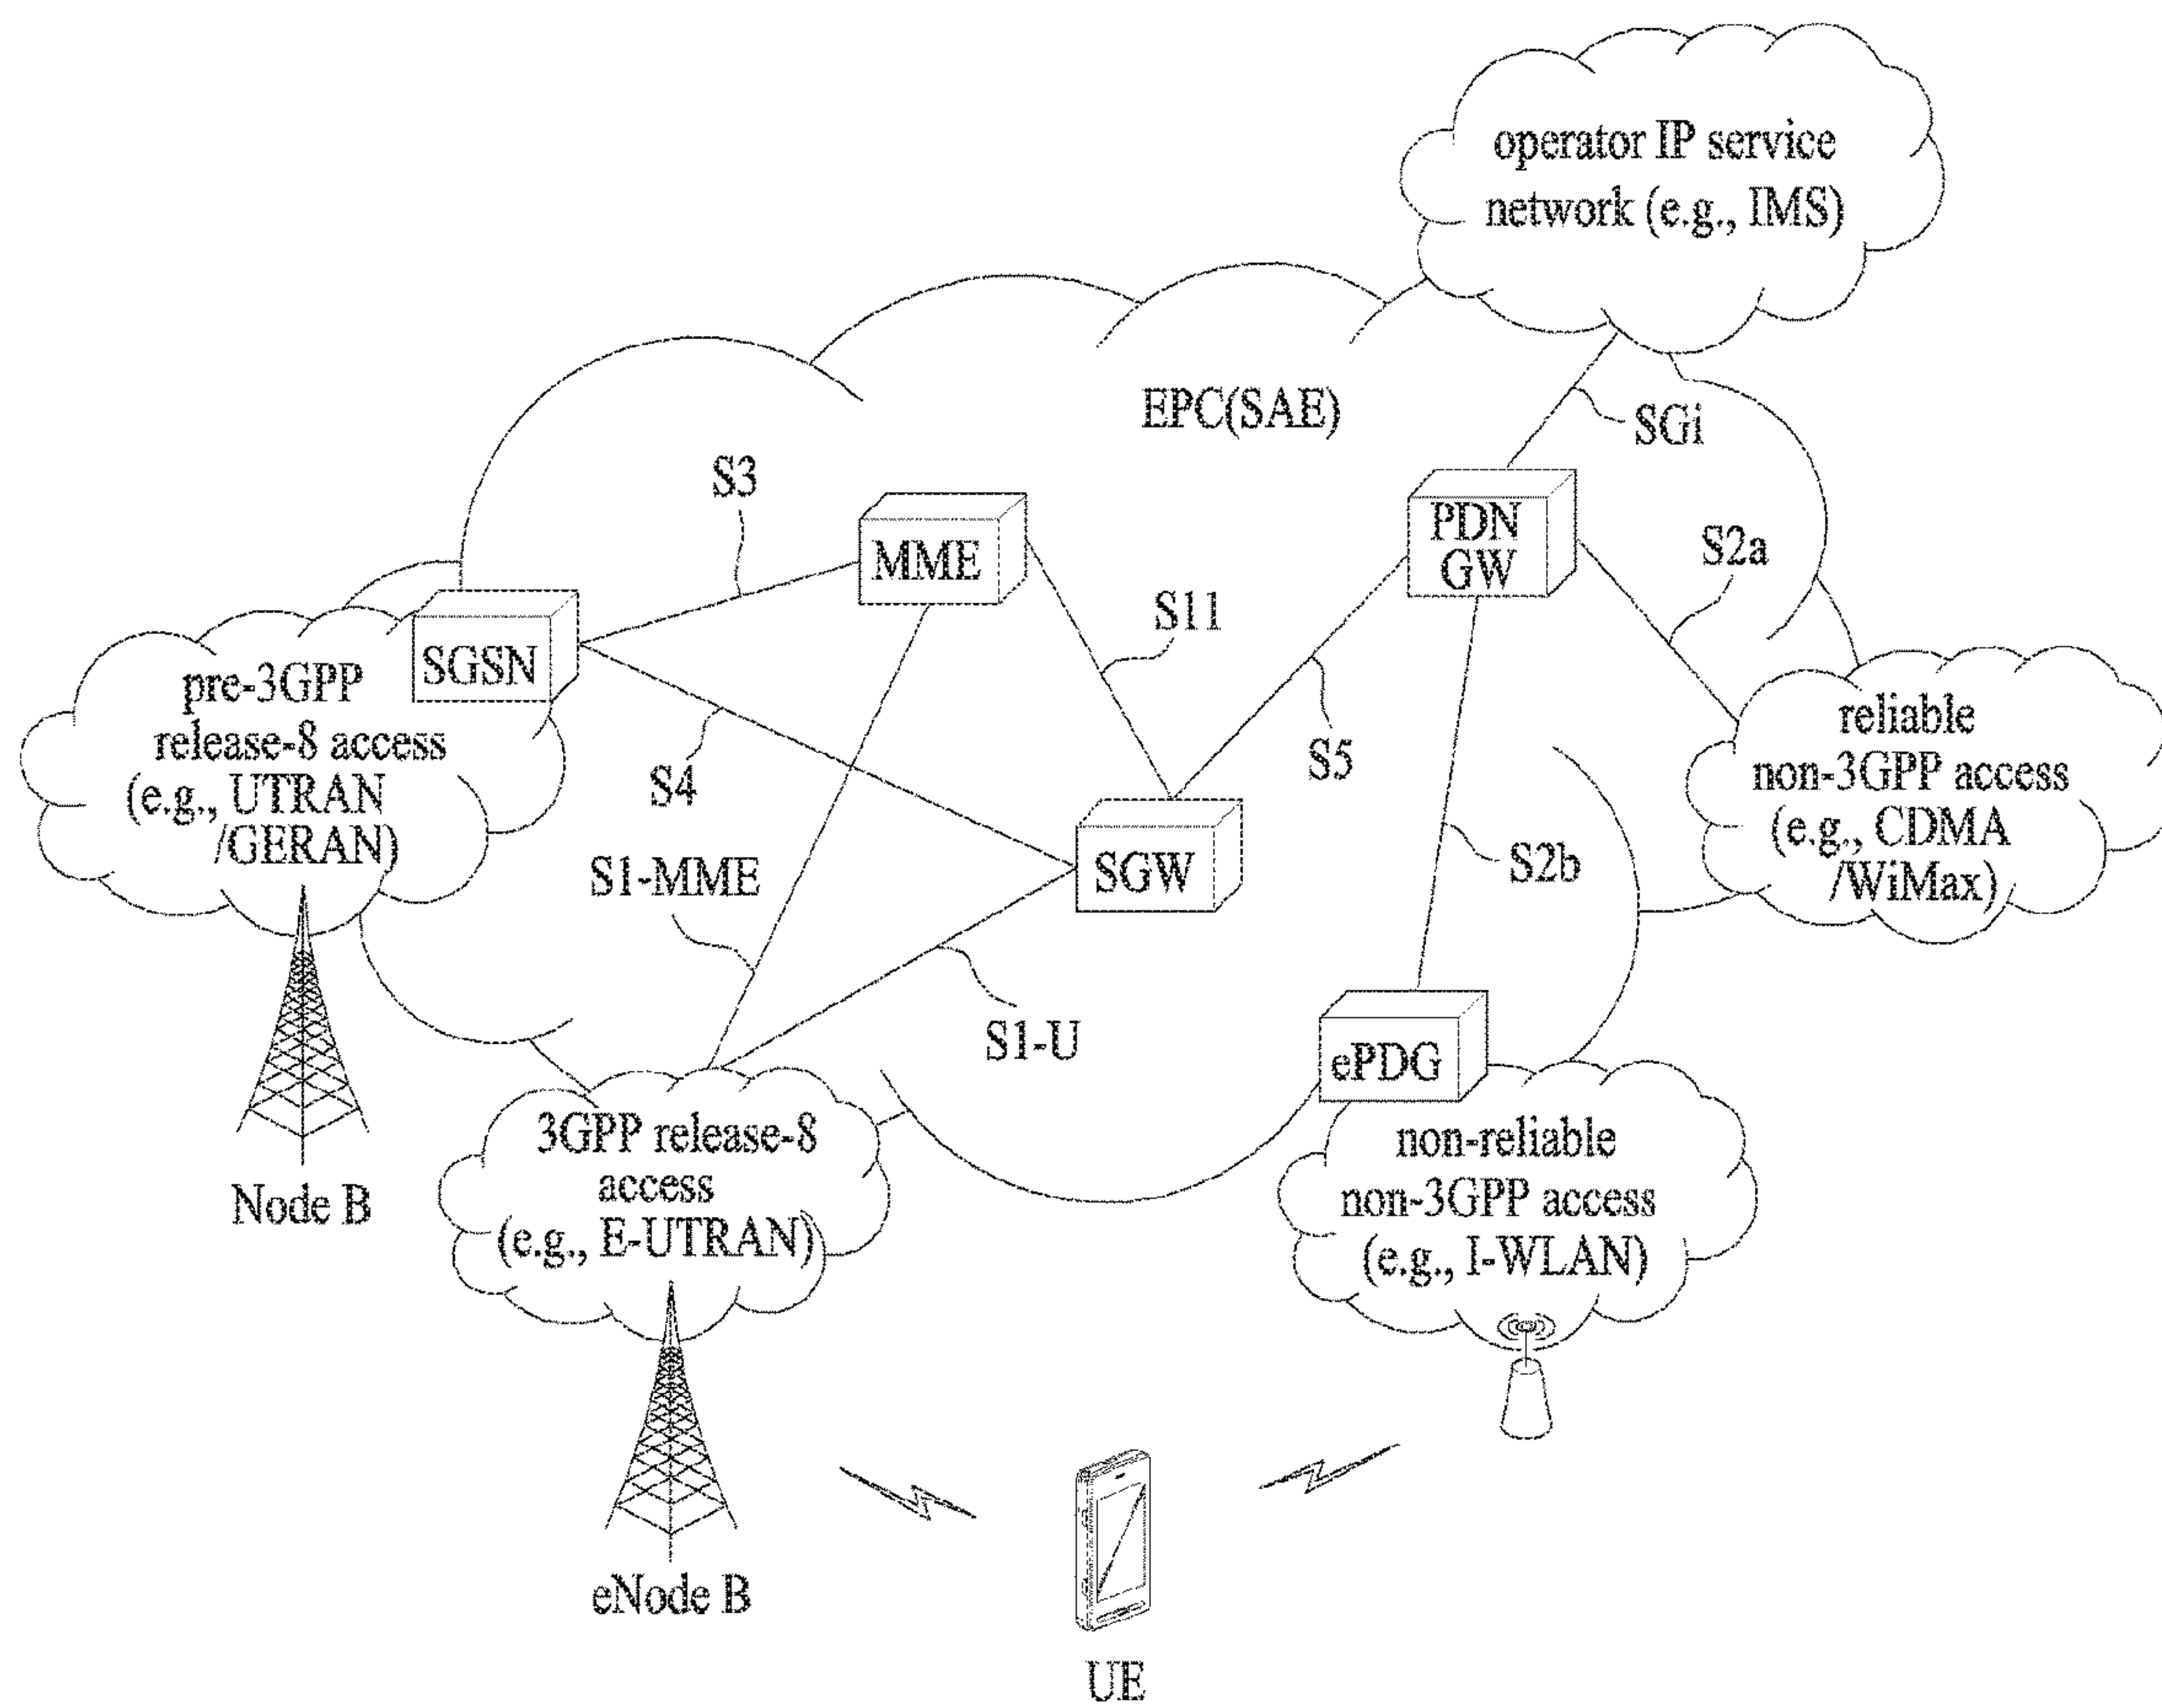 operator IP service
network (e.g., IMS)
EPC(SAE)
SGi
S3
MME
PDN
GW
S2a
S11
SGSN
pre-3GPP
release-8 access
(e.g., UTRAN
/GERAN)
S4
S5
reliable
non-3GPP access
(e.g., CDMA
/WiMax)
S1-MME
SGW
S2b
S1-U
ePDG
3GPP release-8
access
(e.g., E-UTRAN)
non-reliable
non-3GPP access
(e.g., I-WLAN)
Node B
eNode B
UE